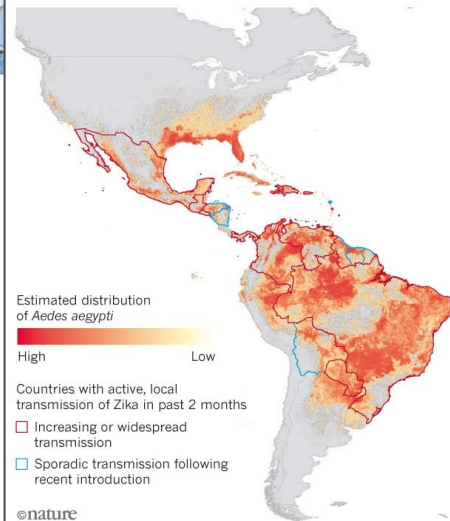 Estimated distribution
of Aedes aegypti
High Low
Countries with active, local
transmission of Zika in past 2 months
Increasing or widespread
transmission
Sporadic transmission following
recent introduction
©nature